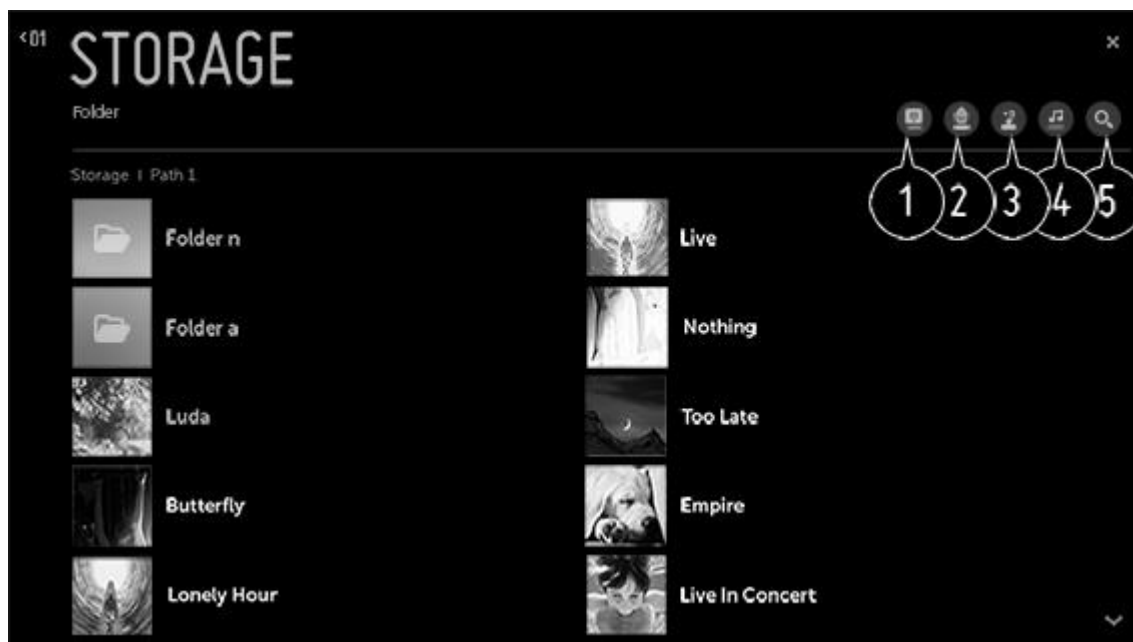 <01
STORAGE
×
Folder
1 2 3 4 5
Storage | Path 1
Folder n
Live
Folder a
Nothing
Luda
Too Late
Butterfly
Empire
Lonely Hour
Live In Concert